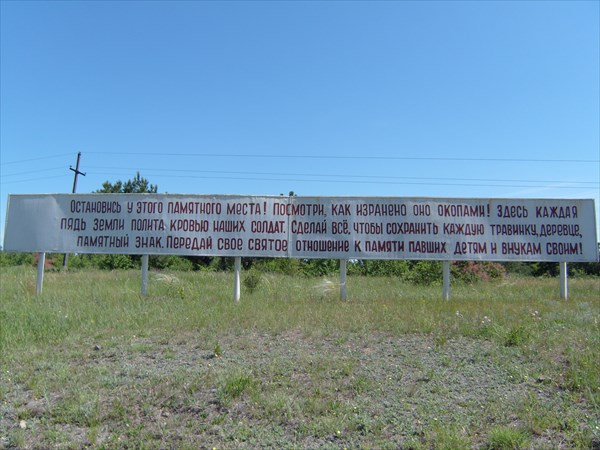 ОСТАНОВИСЬ У ЭТОГО ПАМЯТНОГО МЕСТА! ПОСМОТРИ, КАК ИЗРАНЕНО ОНО ОКОПАМИ! ЗДЕСЬ КАЖДАЯ
ПЯДЬ ЗЕМЛИ ПОЛИТА КРОВЬЮ НАШИХ СОЛДАТ. СДЕЛАЙ ВСЁ, ЧТОБЫ СОХРАНИТЬ КАЖДУЮ ТРАВИНКУ, ДЕРЕВЦЕ,
ПАМЯТНЫЙ ЗНАК. ПЕРЕДАЙ СВОЕ СВЯТОЕ ОТНОШЕНИЕ К ПАМЯТИ ПАВШИХ ДЕТЯМ И ВНУКАМ СВОИМ!